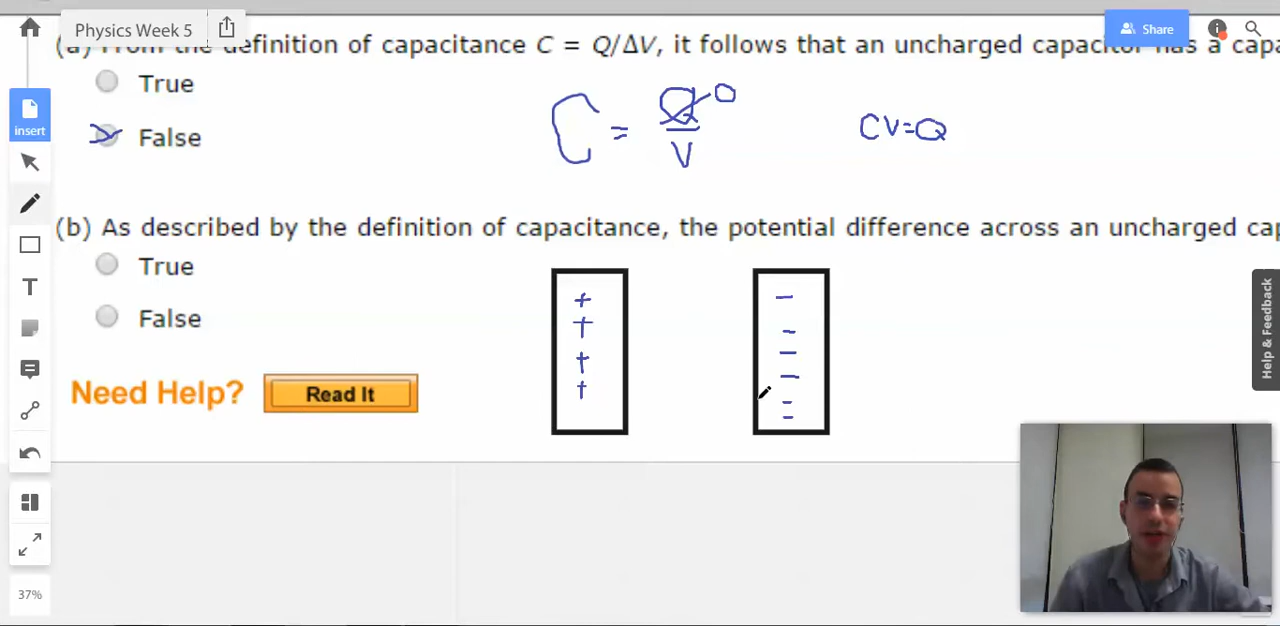 Physics Week 5
Share
(a) From the definition of capacitance C = Q/ΔV, it follows that an uncharged capacitor has a
True
C = Q 0
V
CV=Q
insert
False
(b) As described by the definition of capacitance, the potential difference across an uncharged
True
False
+
+
+
+
−
−
−
−
−
−
T
Need Help? Read It
Help & Feedback
37%